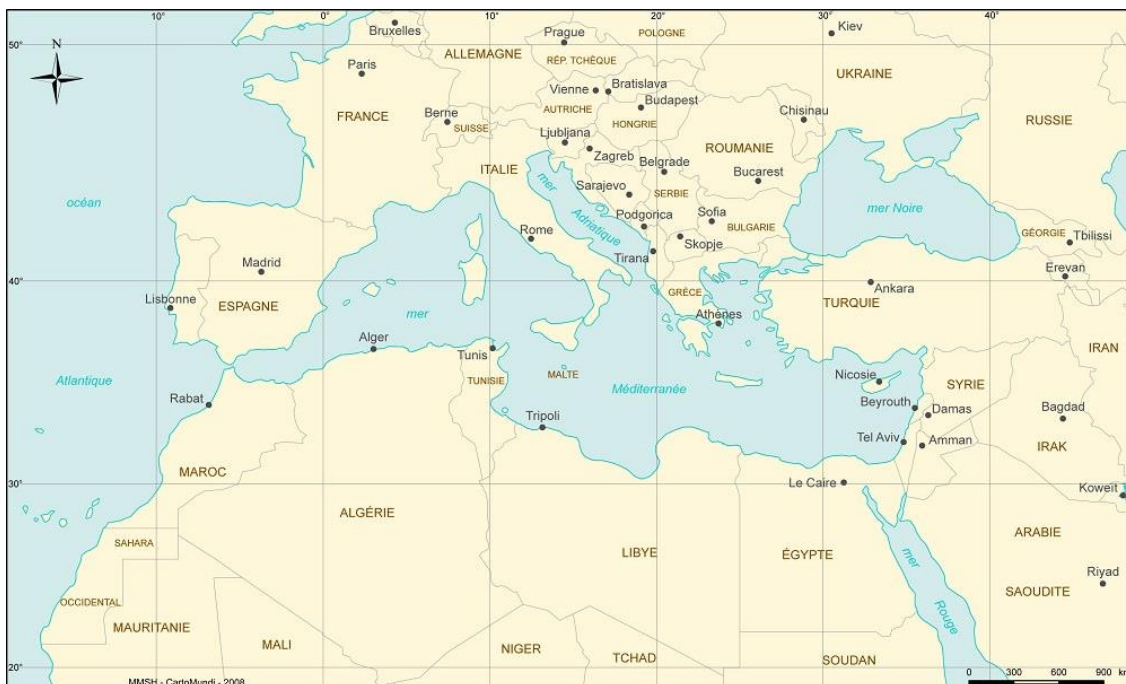 10°
0°
10°
20°
30°
40°
Bruxelles
Prague
POLOGNE
Kiev
50°
N
ALLEMAGNE
RÉP. TCHÈQUE
Paris
UKRAINE
Vienne
Bratislava
AUTRICHE
Budapest
Chisinau
FRANCE
Berne
SUISSE
HONGRIE
RUSSIE
Ljubljana
Zagreb
ROUMANIE
ITALIE
Belgrade
Bucarest
mer
Adriatique
Sarajevo
SERBIE
océan
mer Noire
Podgorica
Sofia
BULGARIE
Rome
Skopje
GÉORGIE
Tbilissi
Tirana
Madrid
Erevan
40°
GRÈCE
Ankara
Lisbonne
ESPAGNE
TURQUIE
mer
Athènes
IRAN
Alger
Tunis
Atlantique
TUNISIE
MALTE
Méditerranée
Nicosie
SYRIE
Rabat
Beyrouth
Damas
Bagdad
Tripoli
Tel Aviv
Amman
IRAK
MAROC
30°
Le Caire
Koweït
ALGÉRIE
ARABIE
SAHARA
LIBYE
ÉGYPTE
mer
Rouge
Riyad
OCCIDENTAL
SAOUDITE
MAURITANIE
MALI
NIGER
TCHAD
SOUDAN
20°
0 300 600 900 km
MMSH - CartoMundi - 2008